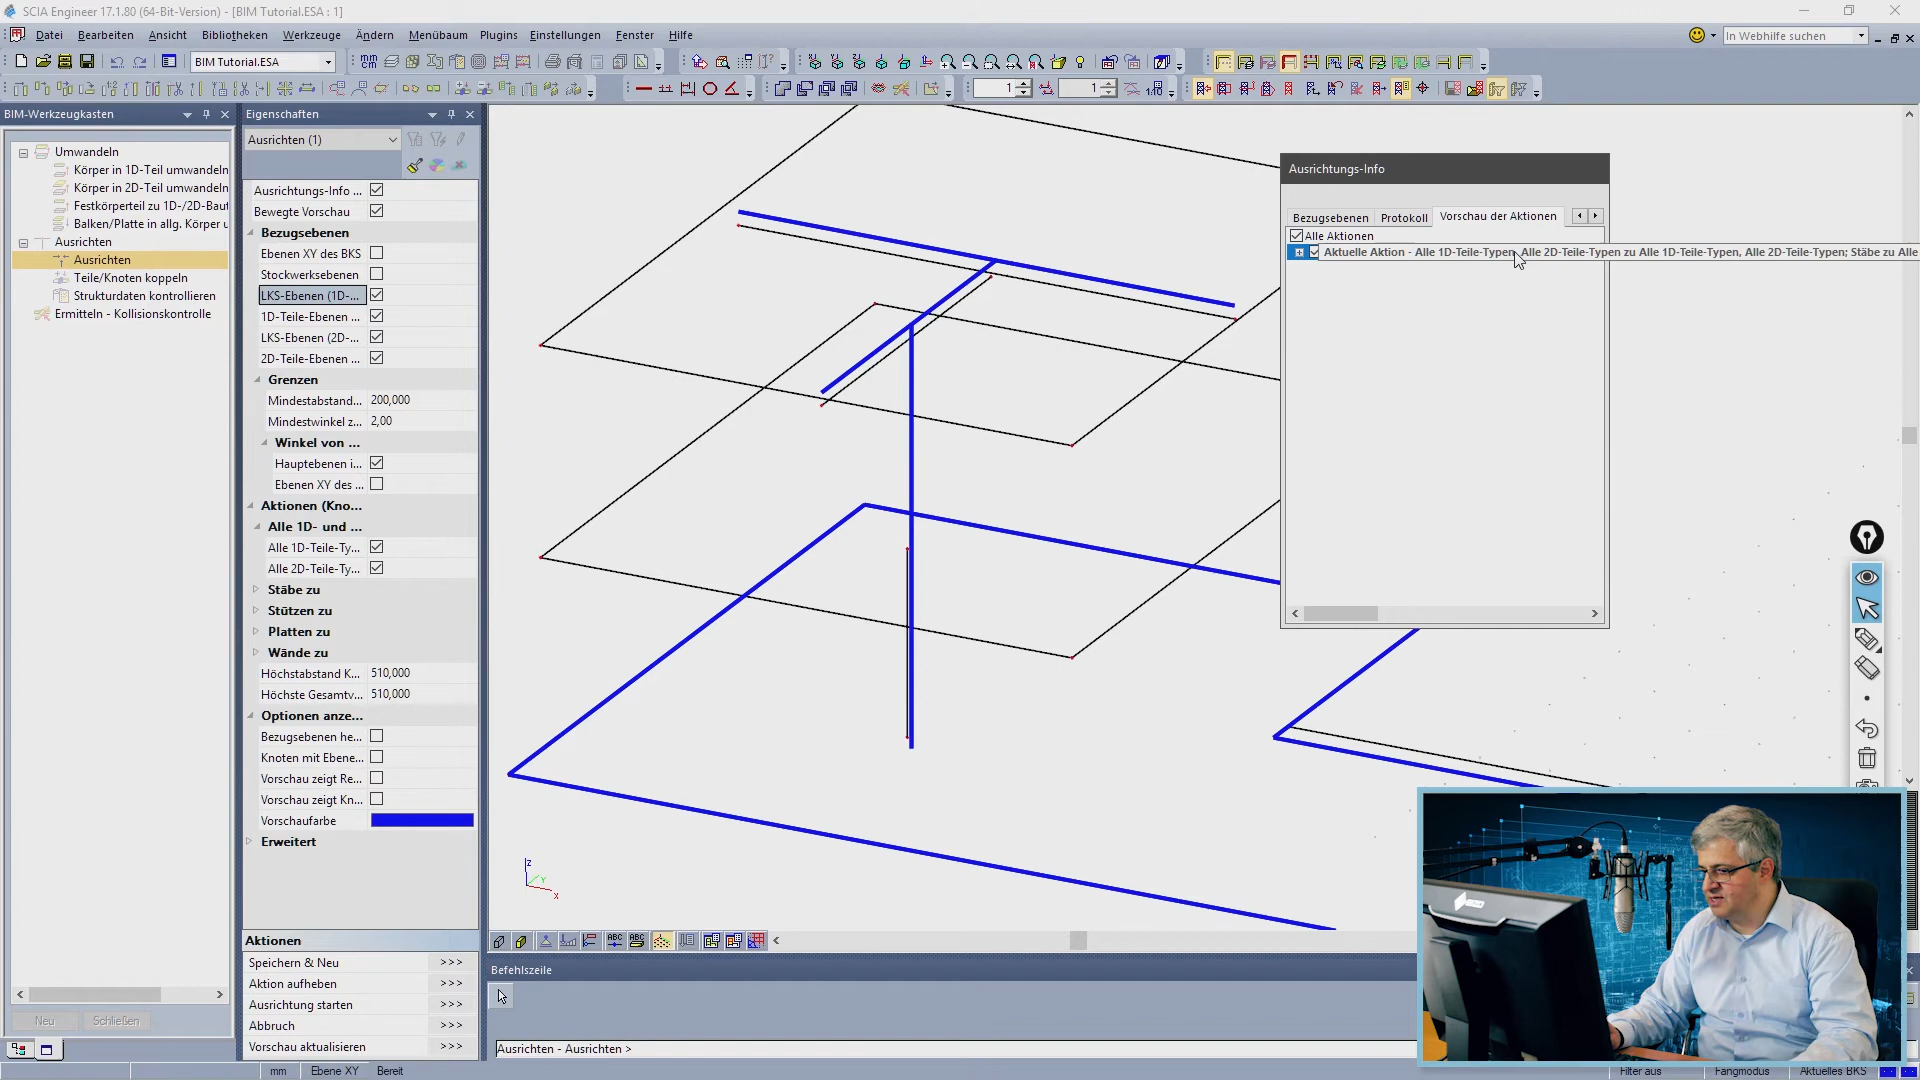 SCIA Engineer 17.1.80 (64-Bit-Version) - [BIM Tutorial.ESA : 1]
Datei Bearbeiten Ansicht Bibliotheken Werkzeuge Ändern Menübaum Plugins Einstellungen Fenster Hilfe
In Webhilfe suchen
BIM Tutorial.ESA
1
1
BIM-Werkzeugkasten
Umwandeln
Körper in 1D-Teil umwandeln
Körper in 2D-Teil umwandeln
Festkörperteil zu 1D-/2D-Baut
Balken/Platte in allg. Körper u
Ausrichten
Ausrichten
Teile/Knoten koppeln
Strukturdaten kontrollieren
Ermitteln - Kollisionskontrolle
Neu
Schließen
Eigenschaften
Ausrichten (1)
Ausrichtungs-Info ...
Bewegte Vorschau
Bezugsebenen
Ebenen XY des BKS
Stockwerksebenen
LKS-Ebenen (1D-...
1D-Teile-Ebenen ...
LKS-Ebenen (2D-...
2D-Teile-Ebenen ...
Grenzen
Mindestabstand... 200,000
Mindestwinkel z... 2,00
Winkel von ...
Hauptebenen i...
Ebenen XY des ...
Aktionen (Kno...
Alle 1D- und ...
Alle 1D-Teile-Ty...
Alle 2D-Teile-Ty...
Stäbe zu
Stützen zu
Platten zu
Wände zu
Höchstabstand K... 510,000
Höchste Gesamtv... 510,000
Optionen anze...
Bezugsebenen he...
Knoten mit Ebene...
Vorschau zeigt Re...
Vorschau zeigt Kn...
Vorschaufarbe
Erweitert
Aktionen
Speichern & Neu >>>
Aktion aufheben >>>
Ausrichtung starten >>>
Abbruch >>>
Vorschau aktualisieren >>>
Ausrichtungs-Info
Bezugsebenen Protokoll Vorschau der Aktionen
Alle Aktionen
Aktuelle Aktion - Alle 1D-Teile-Typen, Alle 2D-Teile-Typen zu Alle 1D-Teile-Typen, Alle 2D-Teile-Typen; Stäbe zu Alle
z
Y
x
Befehlszeile
Ausrichten - Ausrichten >
mm Ebene XY Bereit
Filter aus Fangmodus Aktuelles BKS